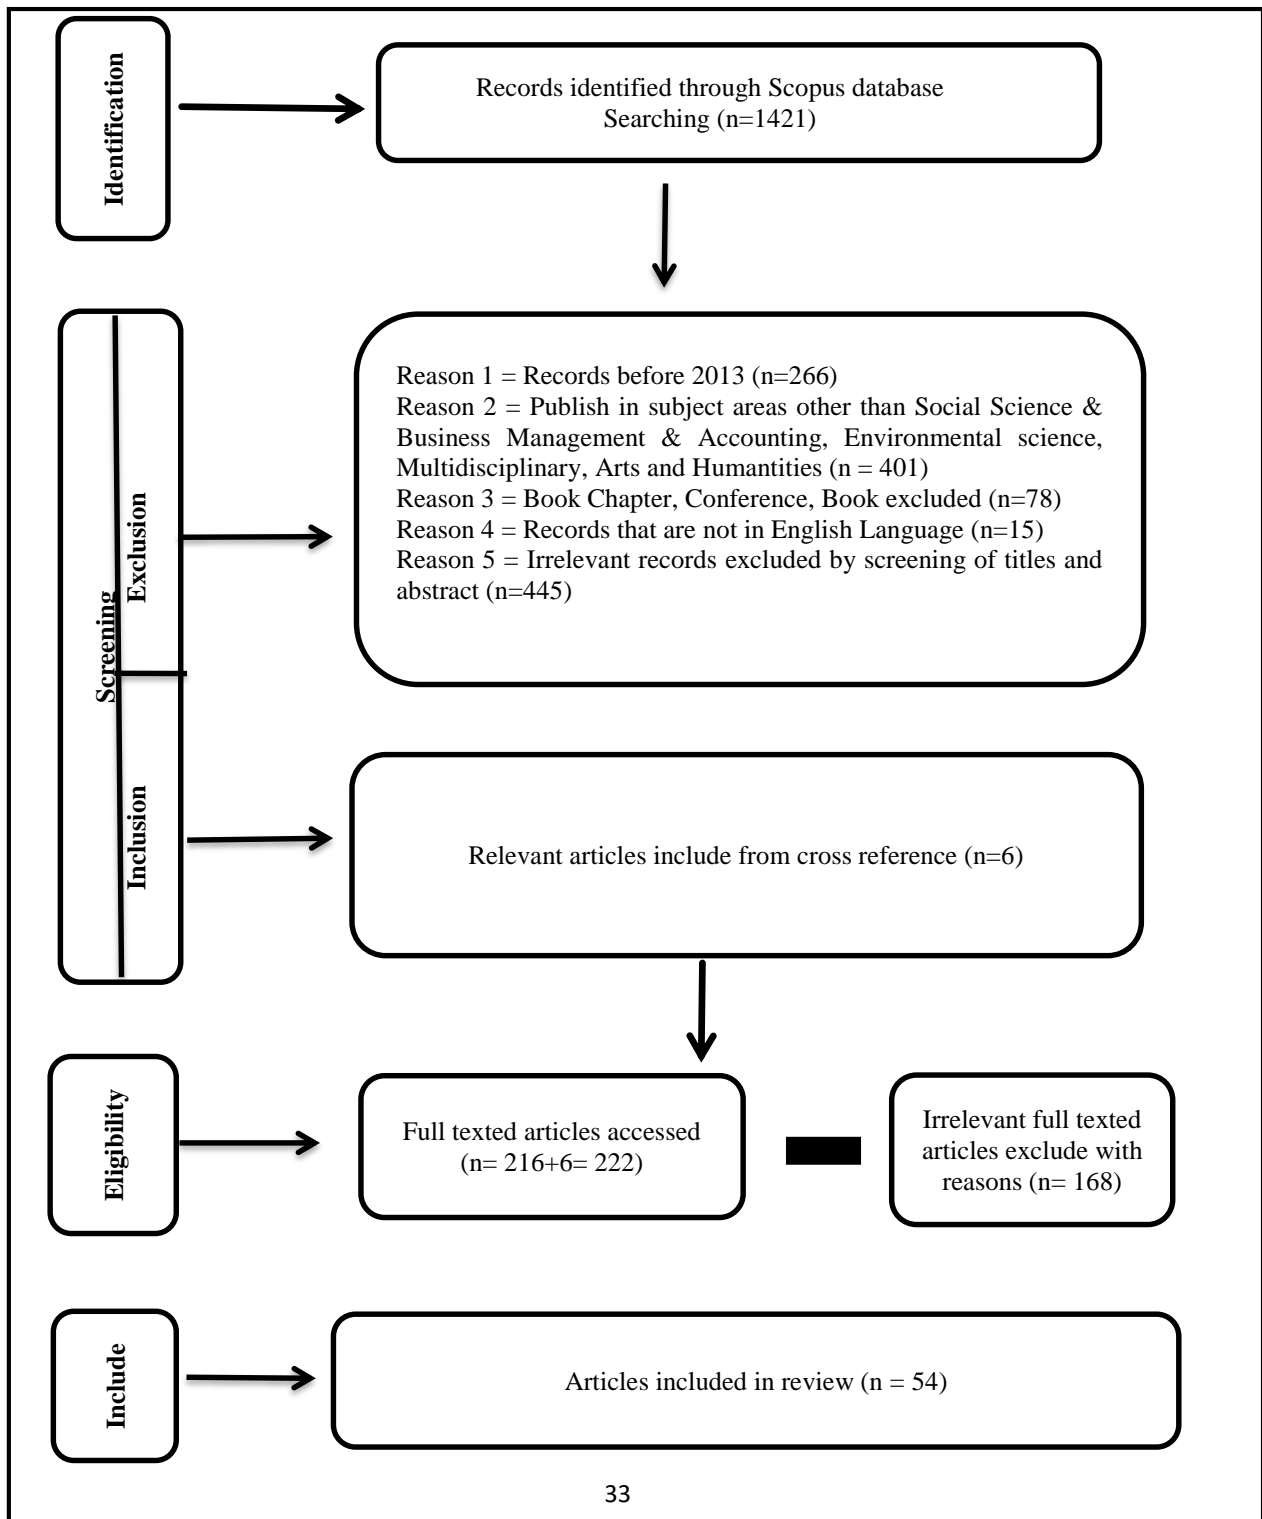 Identification
Records identified through Scopus database
Searching (n=1421)
Screening
Exclusion
Reason 1 = Records before 2013 (n=266)
Reason 2 = Publish in subject areas other than Social Science &
Business Management & Accounting, Environmental science,
Multidisciplinary, Arts and Humantities (n = 401)
Reason 3 = Book Chapter, Conference, Book excluded (n=78)
Reason 4 = Records that are not in English Language (n=15)
Reason 5 = Irrelevant records excluded by screening of titles and
abstract (n=445)
Inclusion
Relevant articles include from cross reference (n=6)
Eligibility
Full texted articles accessed
(n= 216+6= 222)
Irrelevant full texted
articles exclude with
reasons (n= 168)
Include
Articles included in review (n = 54)
33